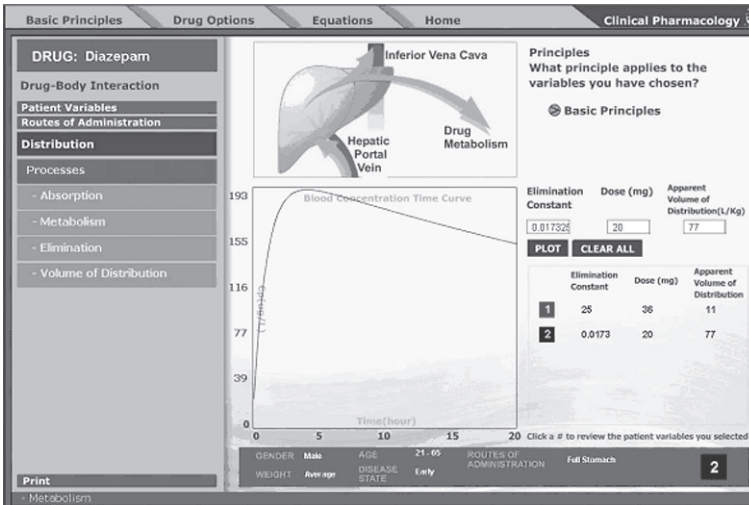 Basic Principles Drug Options Equations Home Clinical Pharmacology
DRUG: Diazepam
Drug-Body Interaction
Patient Variables
Routes of Administration
Distribution
Processes
- Absorption
- Metabolism
- Elimination
- Volume of Distribution
Print
- Metabolism
Inferior Vena Cava
Drug
Metabolism
Hepatic
Portal
Vein
Principles
What principle applies to the
variables you have chosen?
Basic Principles
Blood Concentration Time Curve
193
155
116
77
39
0
Cp(ug/L)
Time(hour)
0 5 10 15 20
Elimination
Constant
Dose (mg)
Apparent
Volume of
Distribution(L/Kg)
0.017325 20 77
PLOT CLEAR ALL
Elimination
Constant
Dose (mg)
Apparent
Volume of
Distribution
1 25 36 11
2 0.0173 20 77
Click a # to review the patient variables you selected
GENDER Male AGE 21-65 ROUTES OF
ADMINISTRATION Full Stomach
WEIGHT Average DISEASE
STATE Early
2